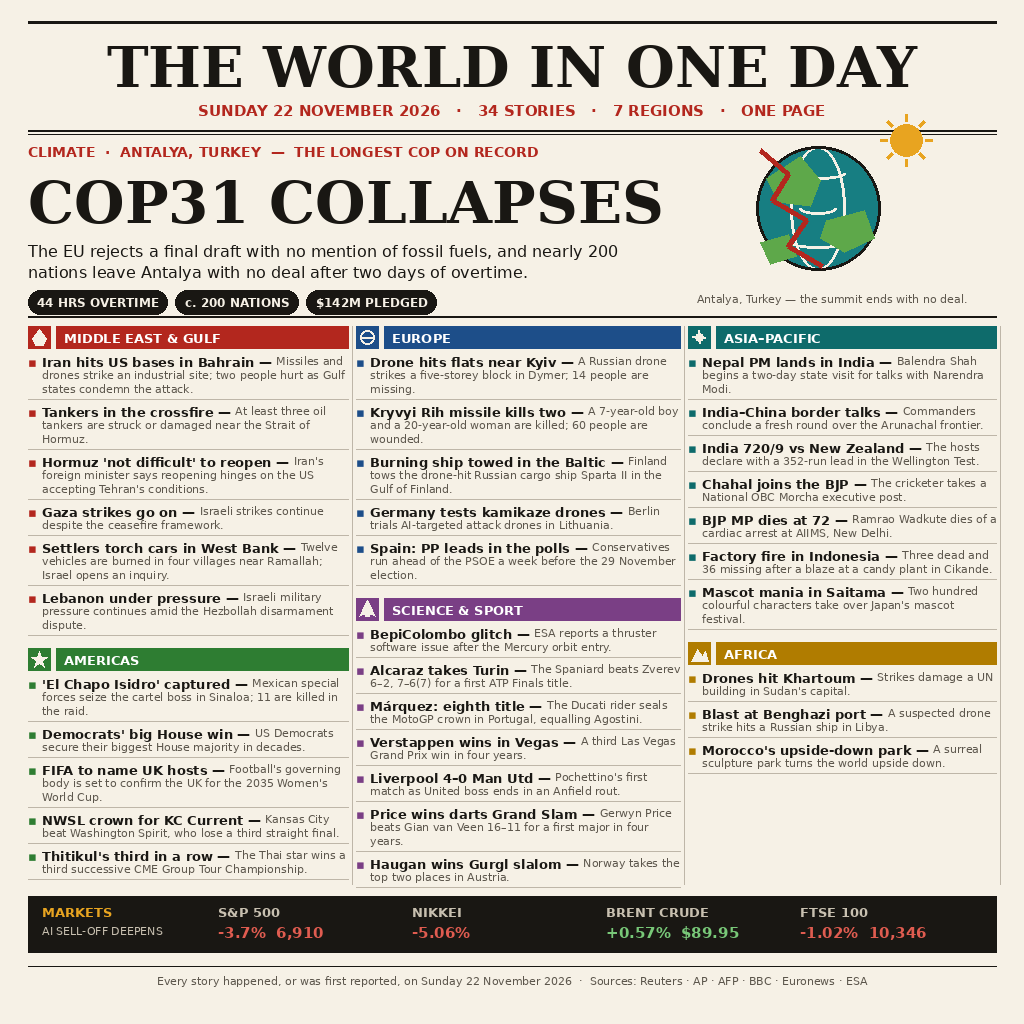 THE WORLD IN ONE DAY
SUNDAY 22 NOVEMBER 2026 · 34 STORIES · 7 REGIONS · ONE PAGE
CLIMATE · ANTALYA, TURKEY — THE LONGEST COP ON RECORD
COP31 COLLAPSES
The EU rejects a final draft with no mention of fossil fuels, and nearly 200
nations leave Antalya with no deal after two days of overtime.
44 HRS OVERTIME
c. 200 NATIONS
$142M PLEDGED
Antalya, Turkey — the summit ends with no deal.
MIDDLE EAST & GULF
Iran hits US bases in Bahrain — Missiles and
drones strike an industrial site; two people hurt as Gulf
states condemn the attack.
Tankers in the crossfire — At least three oil
tankers are struck or damaged near the Strait of
Hormuz.
Hormuz 'not difficult' to reopen — Iran's
foreign minister says reopening hinges on the US
accepting Tehran's conditions.
Gaza strikes go on — Israeli strikes continue
despite the ceasefire framework.
Settlers torch cars in West Bank — Twelve
vehicles are burned in four villages near Ramallah;
Israel opens an inquiry.
Lebanon under pressure — Israeli military
pressure continues amid the Hezbollah disarmament
dispute.
AMERICAS
'El Chapo Isidro' captured — Mexican special
forces seize the cartel boss in Sinaloa; 11 are killed in
the raid.
Democrats' big House win — US Democrats
secure their biggest House majority in decades.
FIFA to name UK hosts — Football's governing
body is set to confirm the UK for the 2035 Women's
World Cup.
NWSL crown for KC Current — Kansas City
beat Washington Spirit, who lose a third straight final.
Thitikul's third in a row — The Thai star wins a
third successive CME Group Tour Championship.
EUROPE
Drone hits flats near Kyiv — A Russian drone
strikes a five-storey block in Dymer; 14 people are
missing.
Kryvyi Rih missile kills two — A 7-year-old boy
and a 20-year-old woman are killed; 60 people are
wounded.
Burning ship towed in the Baltic — Finland
tows the drone-hit Russian cargo ship Sparta II in the
Gulf of Finland.
Germany tests kamikaze drones — Berlin
trials AI-targeted attack drones in Lithuania.
Spain: PP leads in the polls — Conservatives
run ahead of the PSOE a week before the 29 November
election.
SCIENCE & SPORT
BepiColombo glitch — ESA reports a thruster
software issue after the Mercury orbit entry.
Alcaraz takes Turin — The Spaniard beats Zverev
6–2, 7–6(7) for a first ATP Finals title.
Márquez: eighth title — The Ducati rider seals
the MotoGP crown in Portugal, equalling Agostini.
Verstappen wins in Vegas — A third Las Vegas
Grand Prix win in four years.
Liverpool 4–0 Man Utd — Pochettino's first
match as United boss ends in an Anfield rout.
Price wins darts Grand Slam — Gerwyn Price
beats Gian van Veen 16–11 for a first major in four
years.
Haugan wins Gurgl slalom — Norway takes the
top two places in Austria.
ASIA–PACIFIC
Nepal PM lands in India — Balendra Shah
begins a two-day state visit for talks with Narendra
Modi.
India–China border talks — Commanders
conclude a fresh round over the Arunachal frontier.
India 720/9 vs New Zealand — The hosts
declare with a 352-run lead in the Wellington Test.
Chahal joins the BJP — The cricketer takes a
National OBC Morcha executive post.
BJP MP dies at 72 — Ramrao Wadkute dies of a
cardiac arrest at AIIMS, New Delhi.
Factory fire in Indonesia — Three dead and
36 missing after a blaze at a candy plant in Cikande.
Mascot mania in Saitama — Two hundred
colourful characters take over Japan's mascot
festival.
AFRICA
Drones hit Khartoum — Strikes damage a UN
building in Sudan's capital.
Blast at Benghazi port — A suspected drone
strike hits a Russian ship in Libya.
Morocco's upside-down park — A surreal
sculpture park turns the world upside down.
MARKETS
AI SELL-OFF DEEPENS
S&P 500
-3.7% 6,910
NIKKEI
-5.06%
BRENT CRUDE
+0.57% $89.95
FTSE 100
-1.02% 10,346
Every story happened, or was first reported, on Sunday 22 November 2026 · Sources: Reuters · AP · AFP · BBC · Euronews · ESA